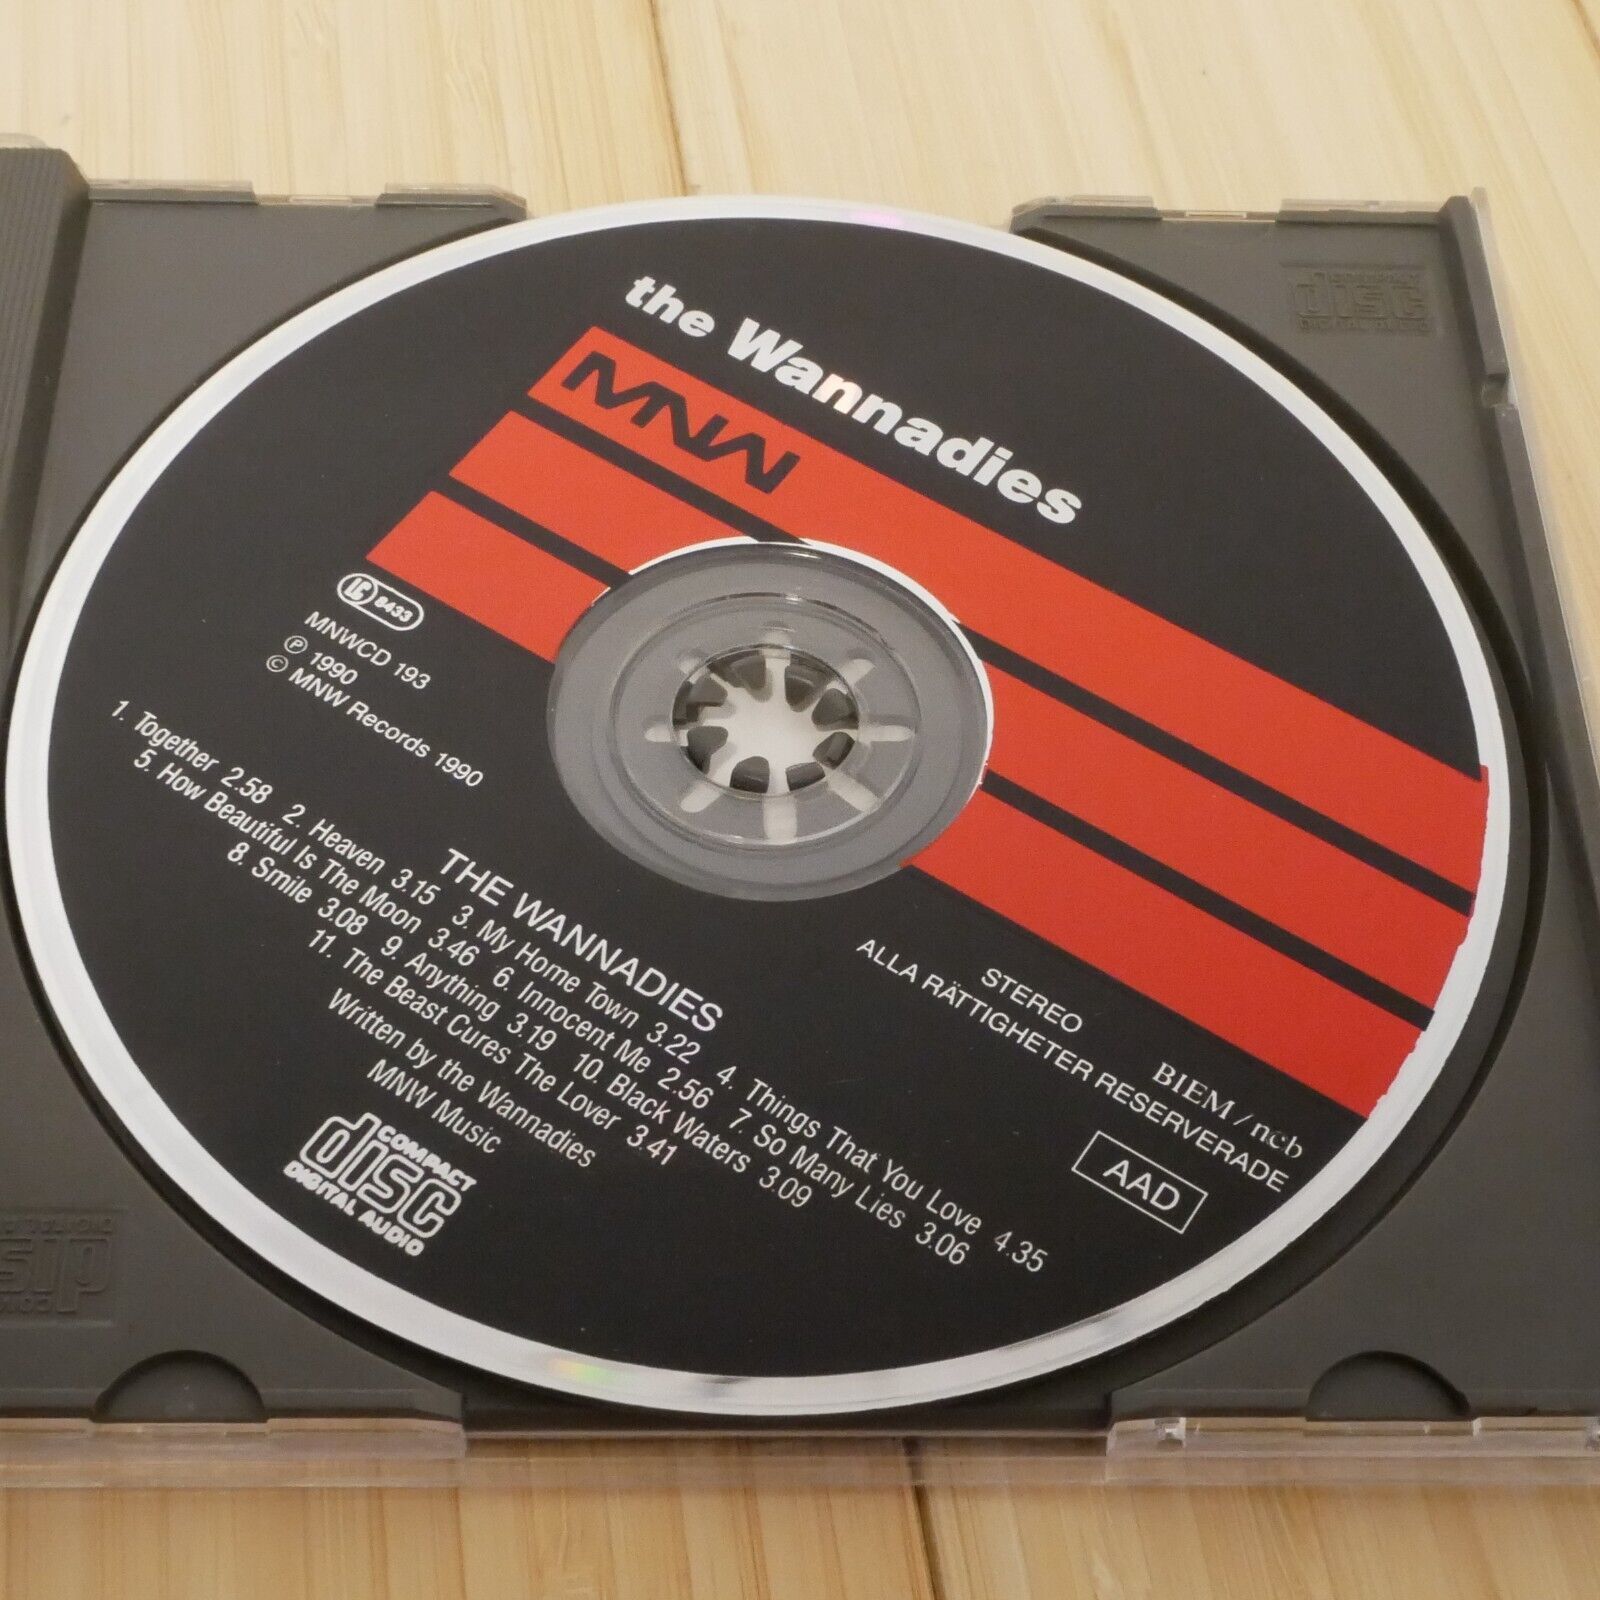 the Wannadies
MNW
LC 8433
MNWCD 193
℗ 1990
© MNW Records 1990
STEREO BIEM / ncb
ALLA RÄTTIGHETER RESERVERADE
AAD
THE WANNADIES
1. Together 2.58 2. Heaven 3.15 3. My Home Town 3.22 4. Things That You Love 4.35
5. How Beautiful Is The Moon 3.46 6. Innocent Me 2.56 7. So Many Lies 3.06
8. Smile 3.08 9. Anything 3.19 10. Black Waters 3.09
11. The Beast Cures The Lover 3.41
Written by the Wannadies
MNW Music
COMPACT
disc
DIGITAL AUDIO
COMPACT
disc
DIGITAL AUDIO